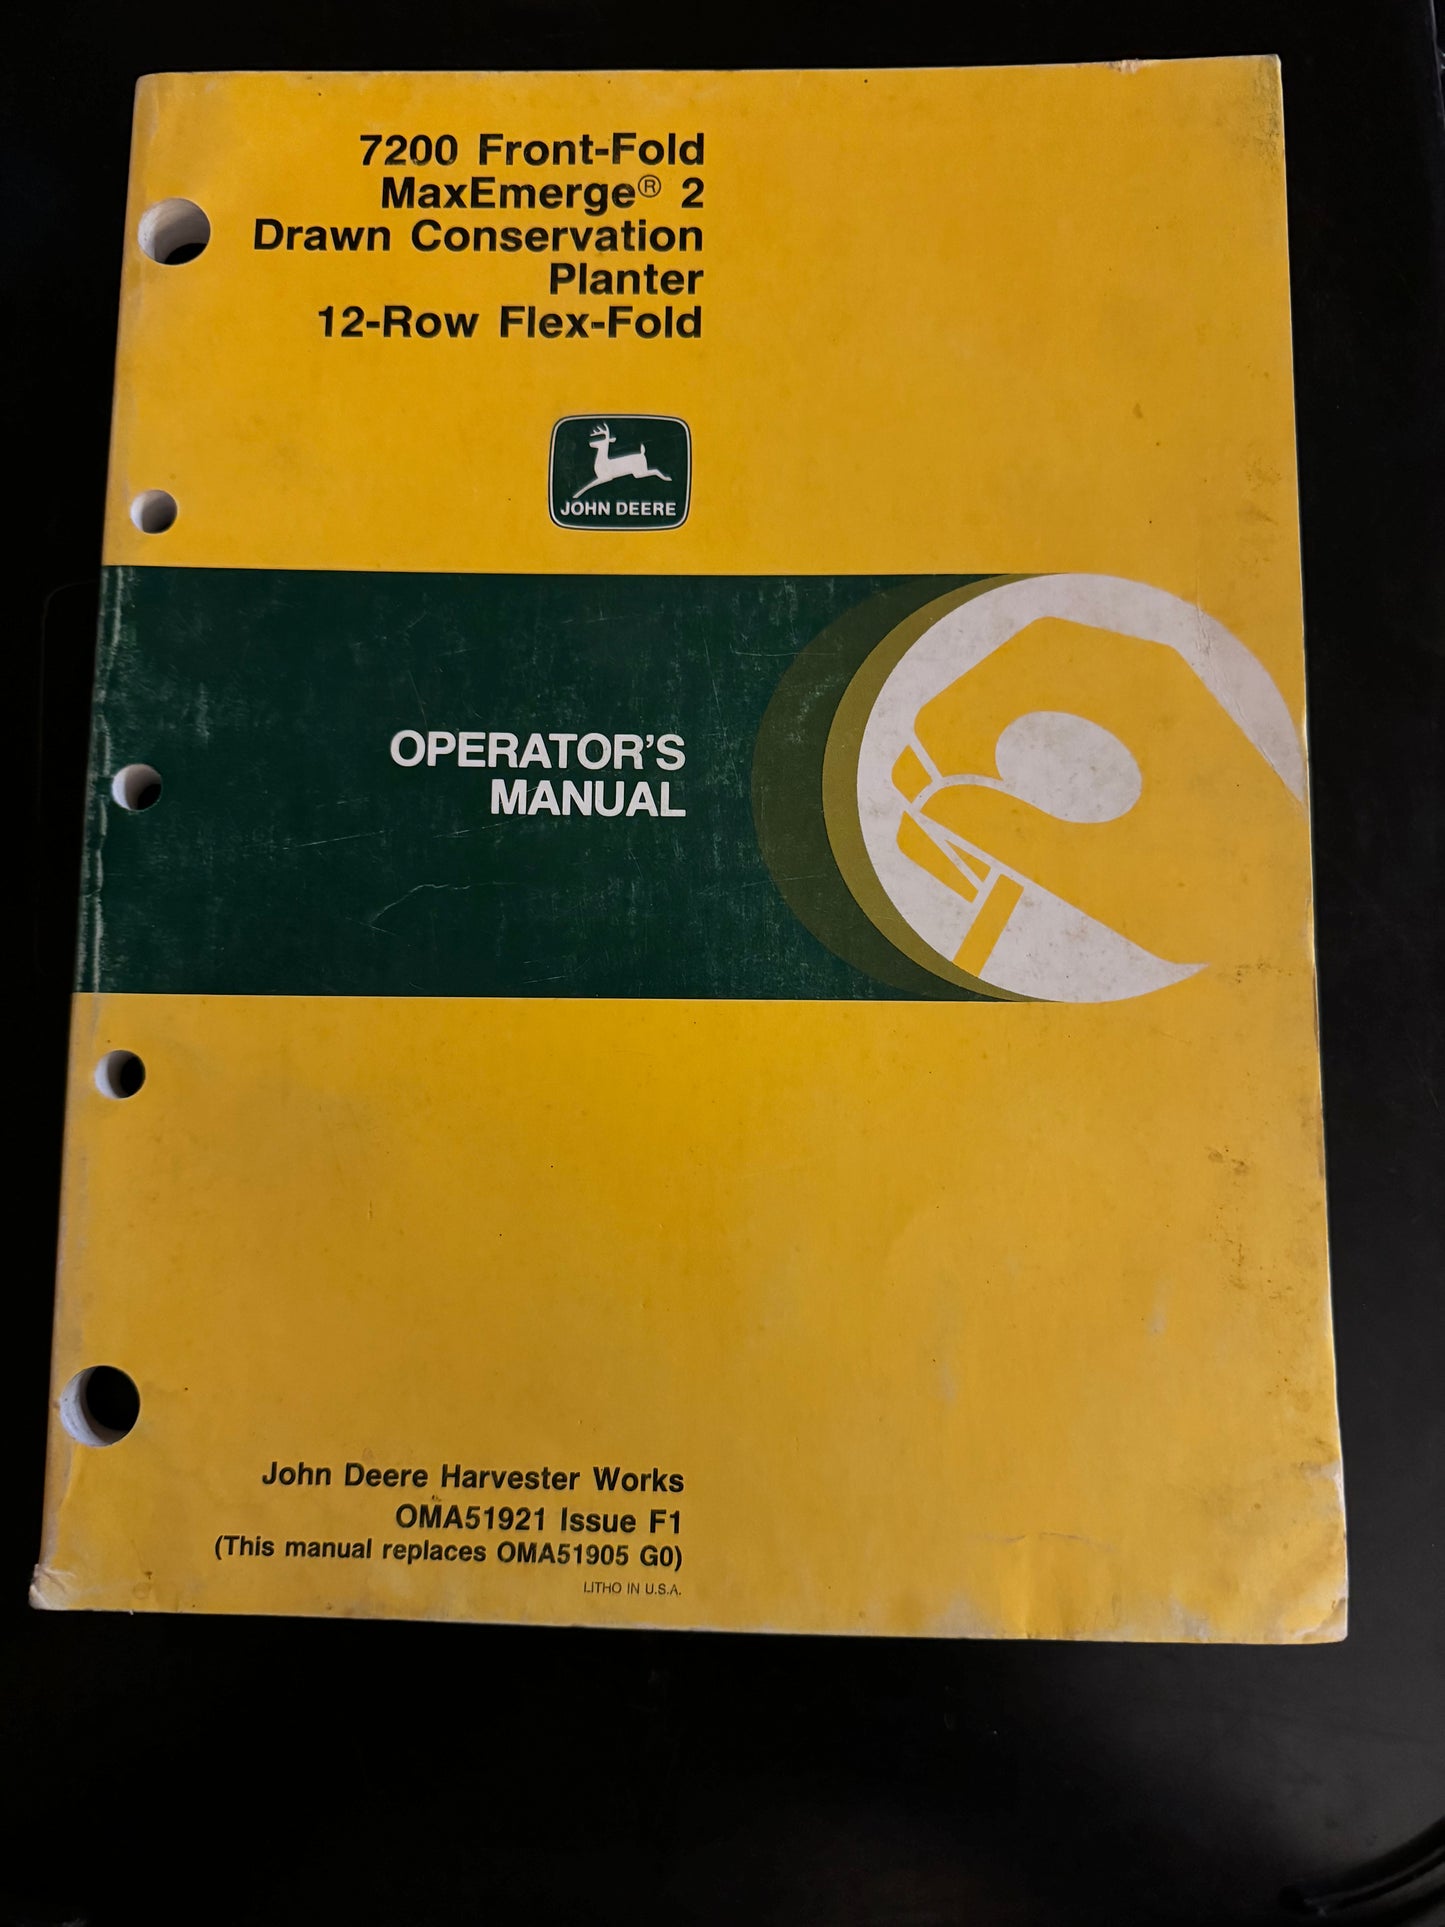 7200 Front-Fold
MaxEmerge® 2
Drawn Conservation
Planter
12-Row Flex-Fold
JOHN DEERE
OPERATOR'S
MANUAL
John Deere Harvester Works
OMA51921 Issue F1
(This manual replaces OMA51905 G0)
LITHO IN U.S.A.